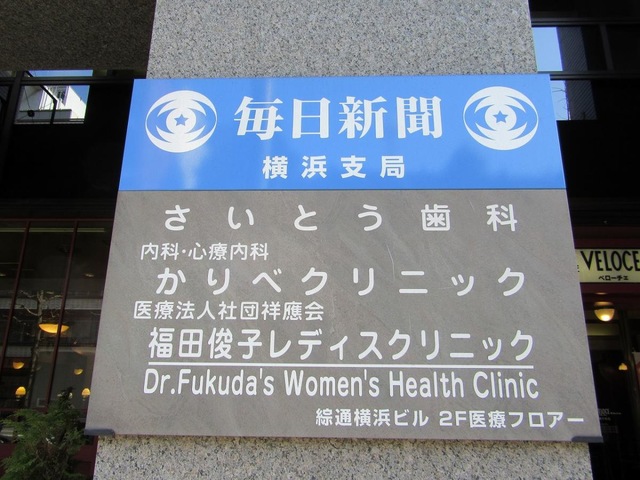 毎日新聞
横浜支局
さいとう歯科
内科・心療内科
かりべクリニック
医療法人社団祥應会
福田俊子レディスクリニック
Dr.Fukuda's Women's Health Clinic
綜通横浜ビル 2F医療フロアー
VELOCE
ベローチェ